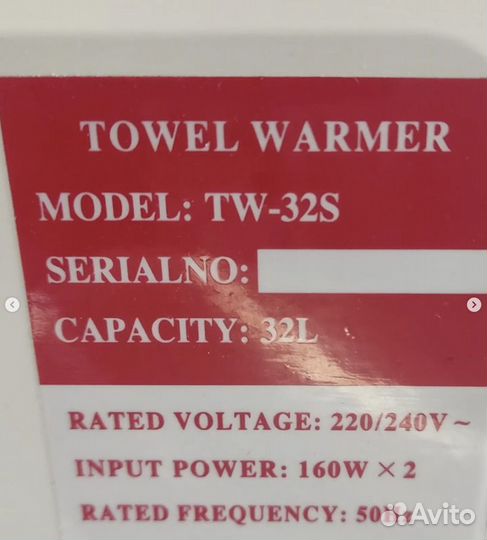 TOWEL WARMER
MODEL: TW-32S
SERIALNO:
CAPACITY: 32L
RATED VOLTAGE: 220/240V~
INPUT POWER: 160W × 2
RATED FREQUENCY: 50Hz
Avito